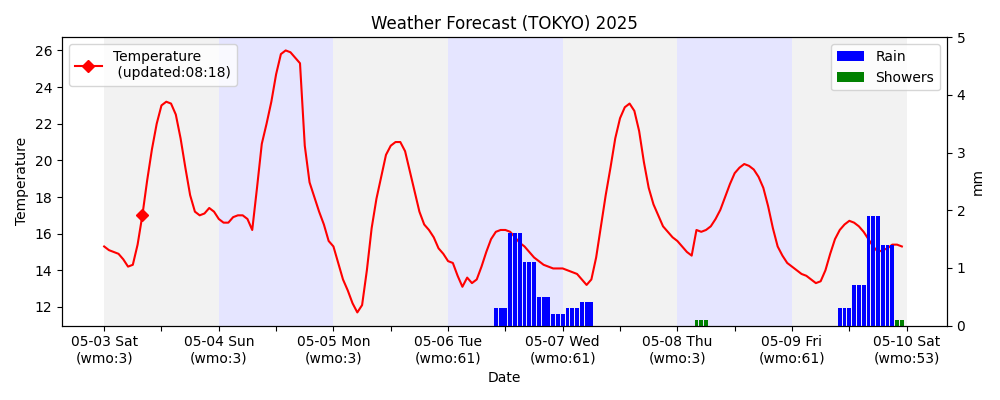 Weather Forecast (TOKYO) 2025
Temperature
(updated:08:18)
Rain
Showers
26
24
22
20
18
16
14
12
Temperature
5
4
3
2
1
0
mm
05-03 Sat
(wmo:3)
05-04 Sun
(wmo:3)
05-05 Mon
(wmo:3)
05-06 Tue
(wmo:61)
05-07 Wed
(wmo:61)
05-08 Thu
(wmo:3)
05-09 Fri
(wmo:61)
05-10 Sat
(wmo:53)
Date